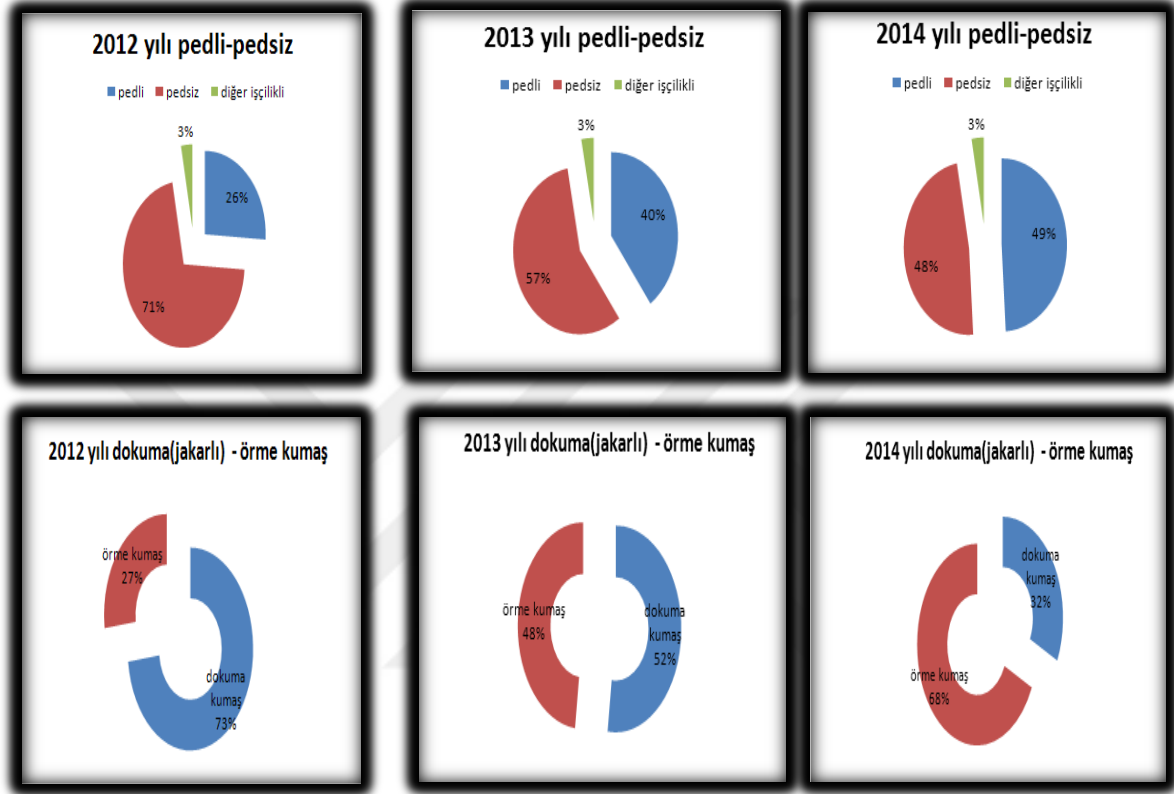 2012 yılı pedli-pedsiz
pedli pedsiz diğer işçilikli
3%
26%
71%
2013 yılı pedli-pedsiz
pedli pedsiz diğer işçilikli
3%
40%
57%
2014 yılı pedli-pedsiz
pedli pedsiz diğer işçilikli
3%
49%
48%
2012 yılı dokuma(jakarlı) - örme kumaş
örme kumaş
27%
dokuma
kumaş
73%
2013 yılı dokuma(jakarlı) - örme kumaş
örme kumaş
48%
dokuma
kumaş
52%
2014 yılı dokuma(jakarlı) - örme kumaş
dokuma
kumaş
32%
örme kumaş
68%